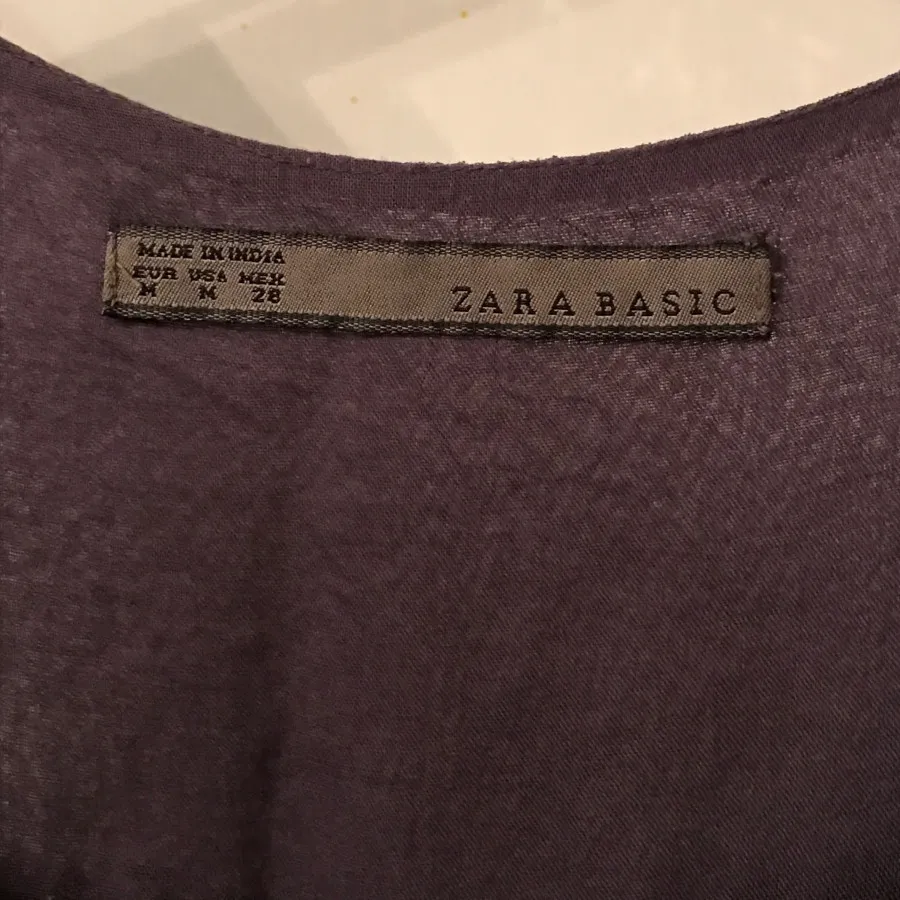 MADE IN INDIA
EUR USA MEX
M M 28
ZARA BASIC